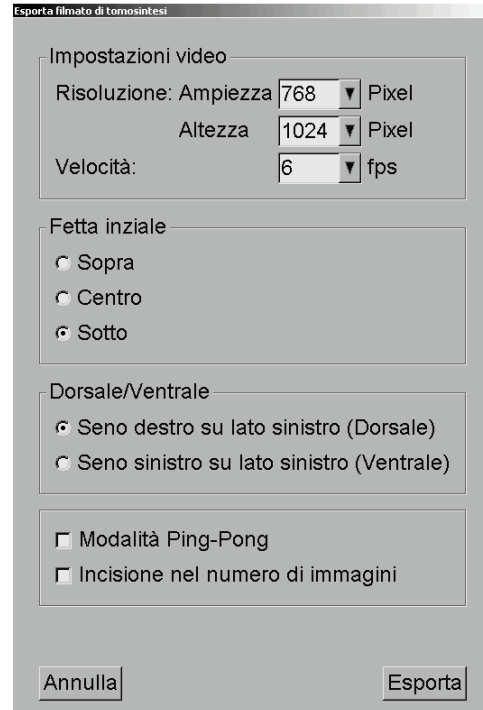 Esporta filmato di tomosintesi
Impostazioni video
Risoluzione: Ampiezza 768 Pixel
Altezza 1024 Pixel
Velocità: 6 fps
Fetta inziale
Sopra
Centro
Sotto
Dorsale/Ventrale
Seno destro su lato sinistro (Dorsale)
Seno sinistro su lato sinistro (Ventrale)
Modalità Ping-Pong
Incisione nel numero di immagini
Annulla Esporta